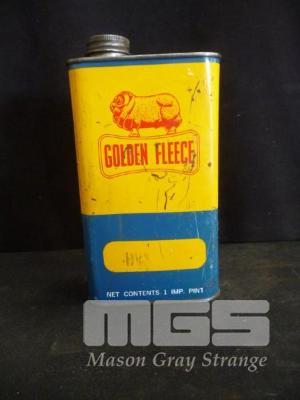 GOLDEN FLEECE
NET CONTENTS 1 IMP. PINT
MGS
Mason Gray Strange